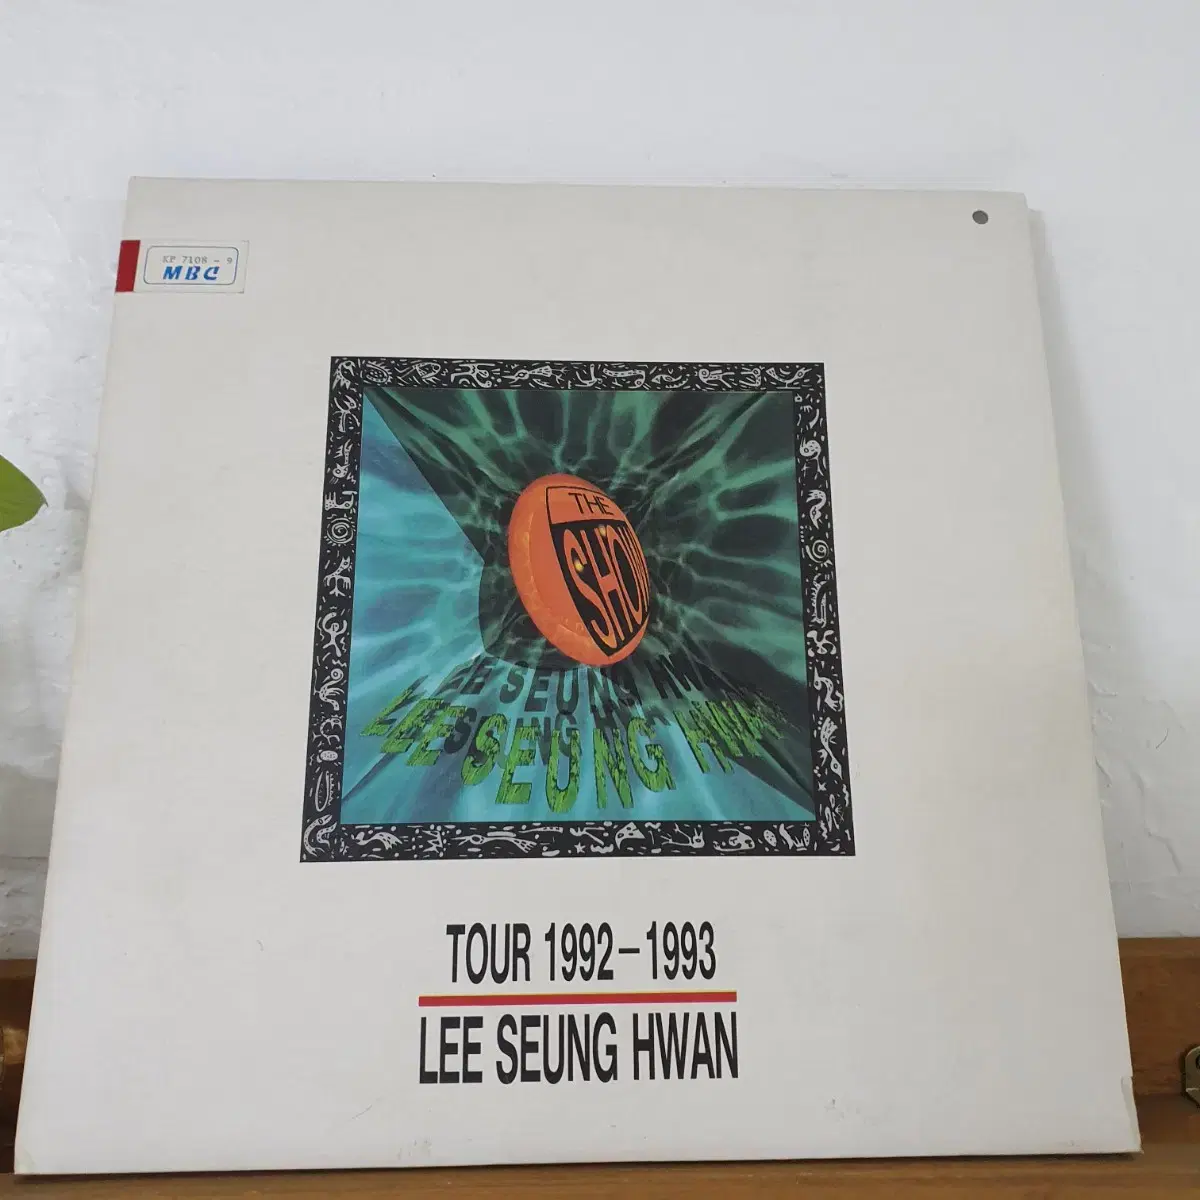 KP 7108 - 9
MBC
THE
SHOW
LEE SEUNG HWAN
LEE SEUNG HWAN
TOUR 1992-1993
LEE SEUNG HWAN